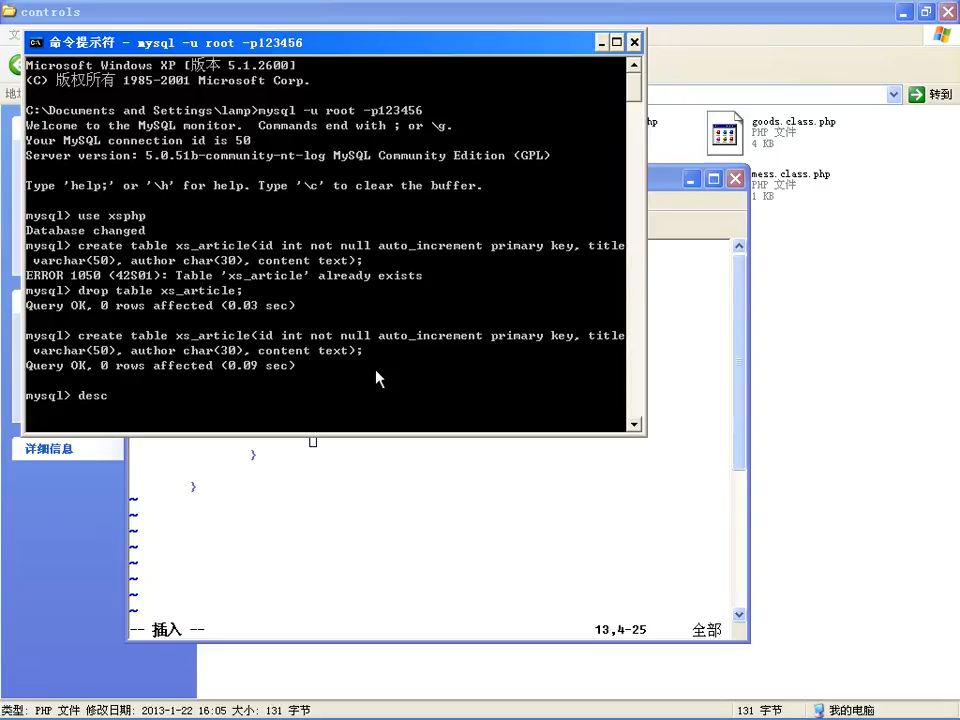 controls
命令提示符 - mysql -u root -p123456
Microsoft Windows XP [版本 5.1.2600]
(C) 版权所有 1985-2001 Microsoft Corp.
C:\Documents and Settings\lamp>mysql -u root -p123456
Welcome to the MySQL monitor.  Commands end with ; or \g.
Your MySQL connection id is 50
Server version: 5.0.51b-community-nt-log MySQL Community Edition (GPL)
Type 'help;' or '\h' for help. Type '\c' to clear the buffer.
mysql> use xsphp
Database changed
mysql> create table xs_article(id int not null auto_increment primary key, title
varchar(50), author char(30), content text);
ERROR 1050 (42S01): Table 'xs_article' already exists
mysql> drop table xs_article;
Query OK, 0 rows affected (0.03 sec)
mysql> create table xs_article(id int not null auto_increment primary key, title
varchar(50), author char(30), content text);
Query OK, 0 rows affected (0.09 sec)
mysql> desc
转到
hp
goods.class.php
PHP 文件
4 KB
mess.class.php
PHP 文件
1 KB
详细信息
}
}
~
~
~
~
~
~
~
~
-- 插入 --
13,4-25
全部
类型: PHP 文件 修改日期: 2013-1-22 16:05 大小: 131 字节
131 字节
我的电脑